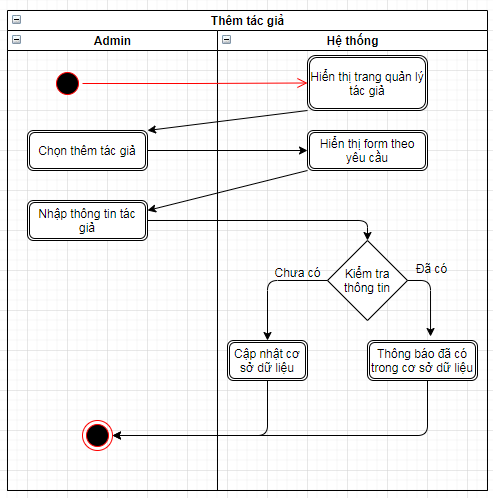 Thêm tác giả
Admin
Hệ thống
Hiển thị trang quản lý
tác giả
Chọn thêm tác giả
Hiển thị form theo
yêu cầu
Nhập thông tin tác
giả
Kiểm tra
thông tin
Chưa có
Đã có
Cập nhật cơ
sở dữ liệu
Thông báo đã có
trong cơ sở dữ liệu